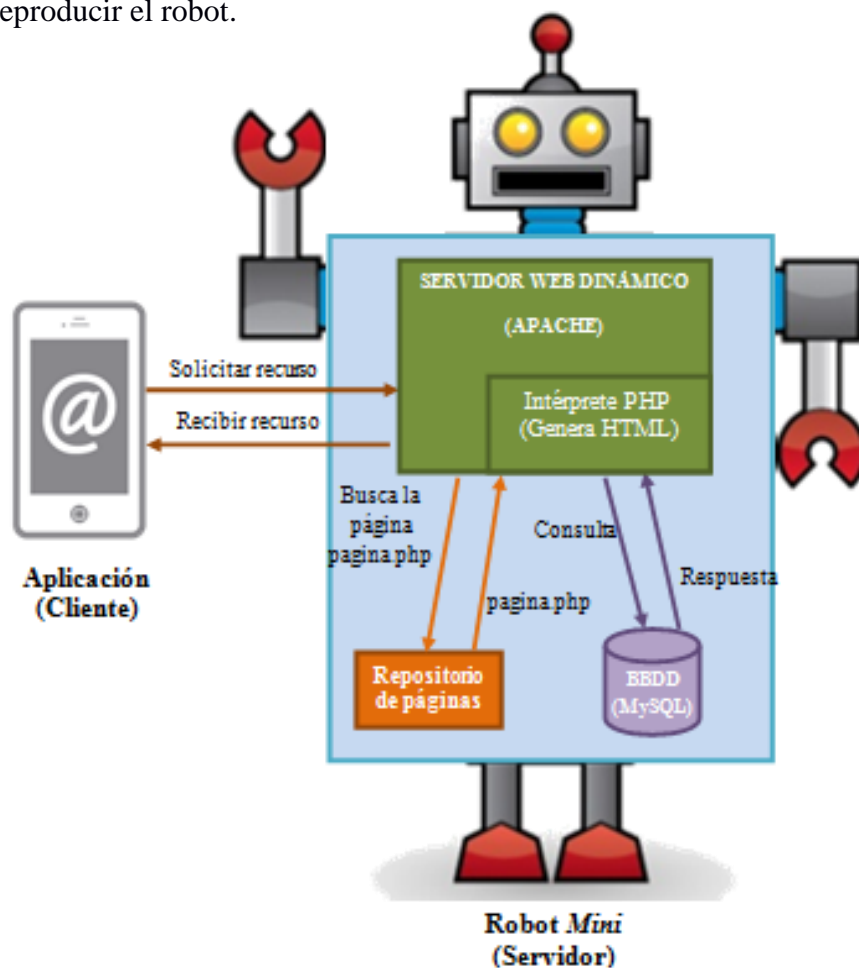 eproducir el robot.
SERVIDOR WEB DINÁMICO
(APACHE)
Solicitar recurso
Intérprete PHP
(Genera HTML)
Recibir recurso
@
Busca la
página
pagina.php
Consulta
Respuesta
Aplicación
(Cliente)
pagina.php
Repositorio
de páginas
BBDD
(MySQL)
Robot Mini
(Servidor)